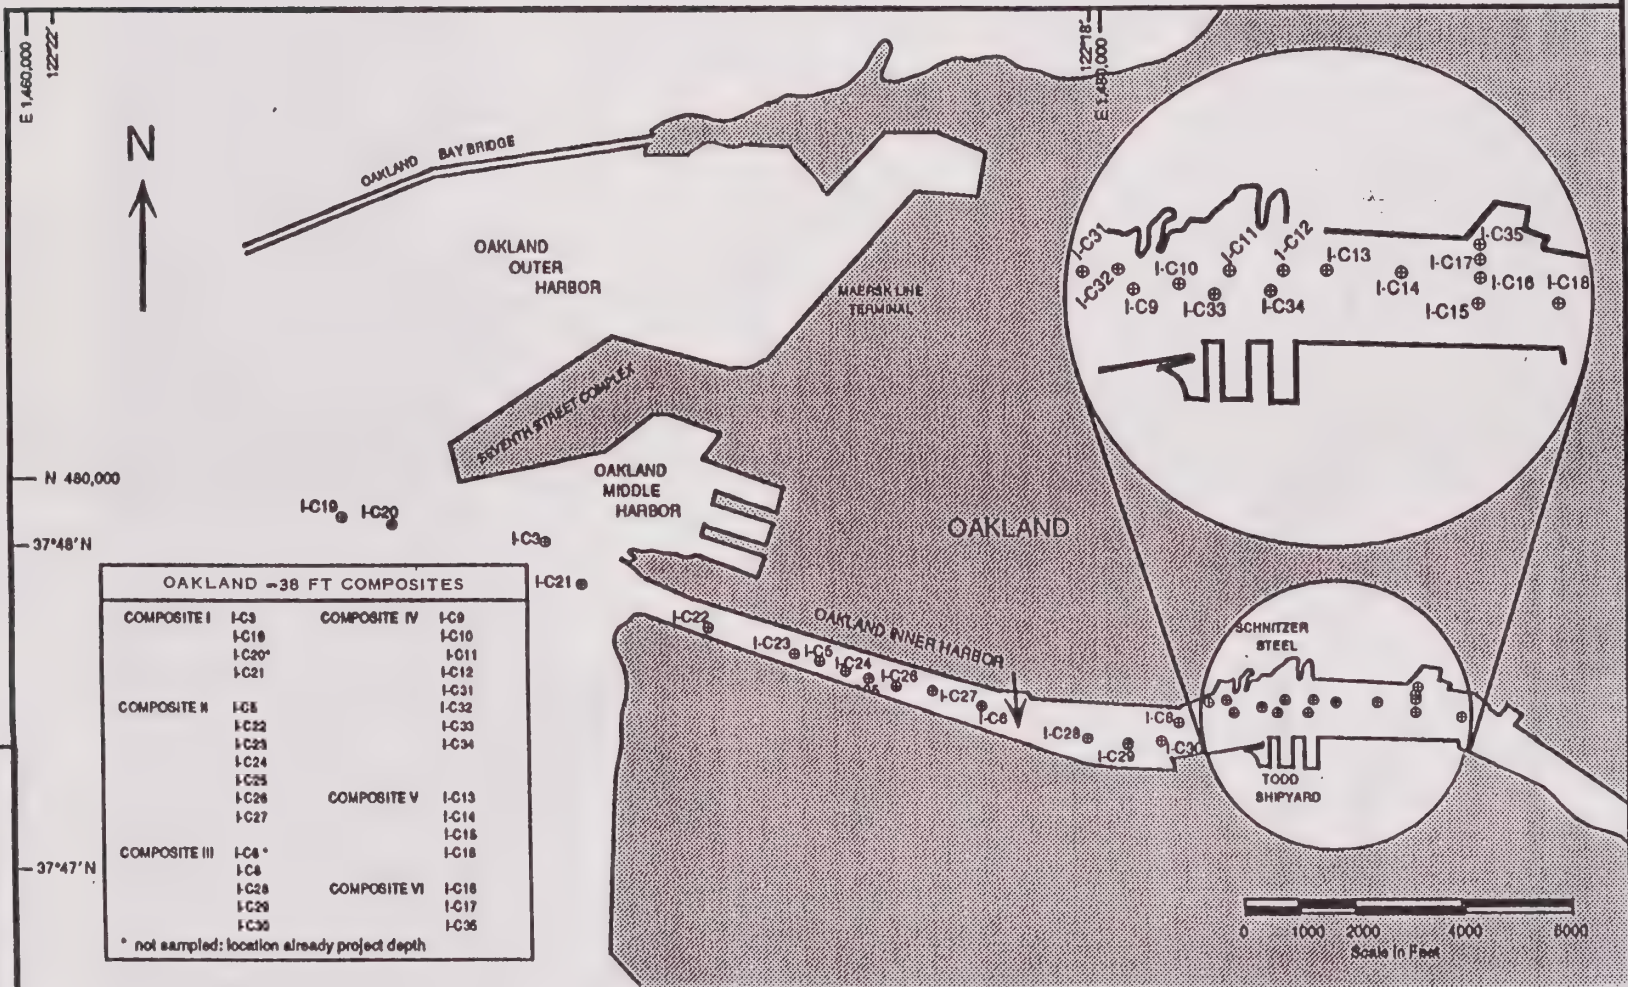 E 1,460,000
122°22'
122°18'
E 1,480,000
N
OAKLAND BAY BRIDGE
OAKLAND
OUTER
HARBOR
MAERSK LINE
TERMINAL
SEVENTH STREET COMPLEX
OAKLAND
MIDDLE
HARBOR
OAKLAND
N 480,000
37°48'N
37°47'N
I-C19
I-C20
I-C3
I-C21
I-C22
I-C23
I-C5
I-C24
I-C26
I-C27
I-C6
OAKLAND INNER HARBOR
I-C28
I-C29
I-C8
I-C30
SCHNITZER
STEEL
TODD
SHIPYARD
I-C31
I-C32
I-C9
I-C10
I-C33
I-C11
I-C12
I-C34
I-C13
I-C14
I-C35
I-C17
I-C16
I-C15
I-C18
OAKLAND -38 FT COMPOSITES
COMPOSITE I I-C3 COMPOSITE IV I-C9
I-C19 I-C10
I-C20* I-C11
I-C21 I-C12
I-C31
COMPOSITE II I-C5 I-C32
I-C22 I-C33
I-C23 I-C34
I-C24
I-C25
I-C26 COMPOSITE V I-C13
I-C27 I-C14
I-C15
COMPOSITE III I-C6* I-C18
I-C8
I-C28 COMPOSITE VI I-C16
I-C29 I-C17
I-C30 I-C35
* not sampled: location already project depth
0 1000 2000 4000 6000
Scale in Feet